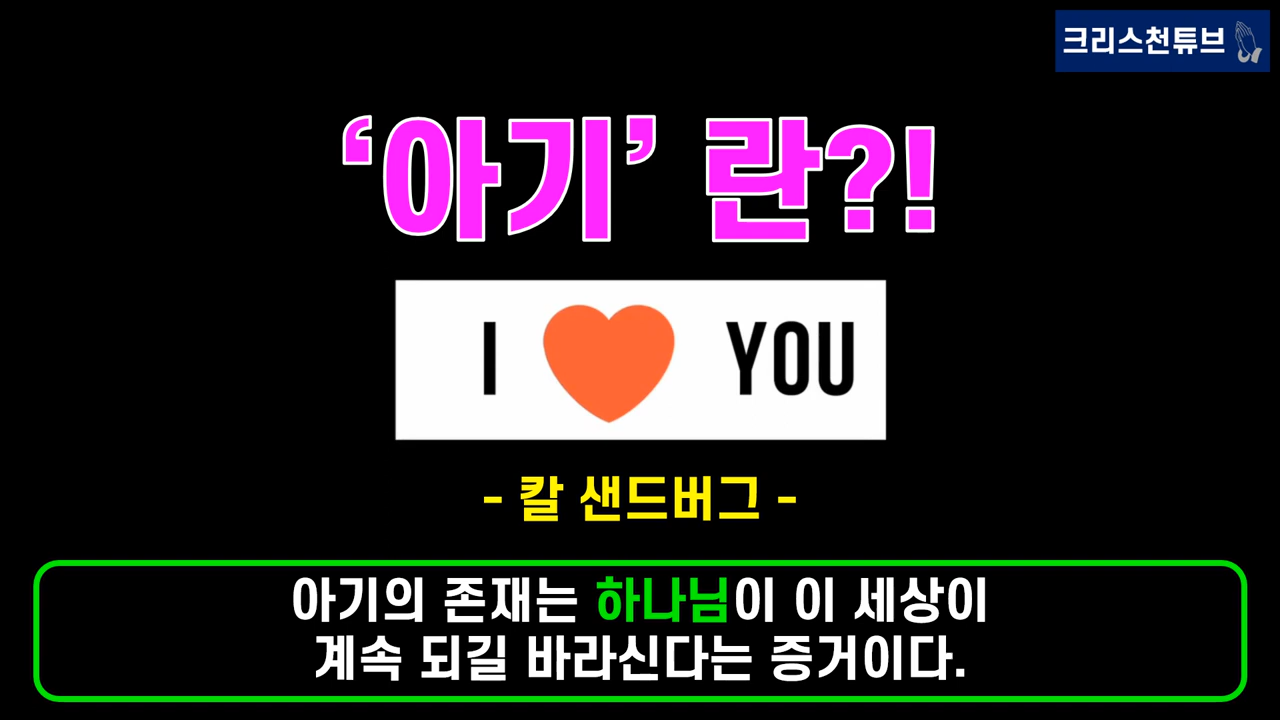 크리스천튜브
‘아기’ 란?!
I YOU
- 칼 샌드버그 -
아기의 존재는 하나님이 이 세상이
계속 되길 바라신다는 증거이다.